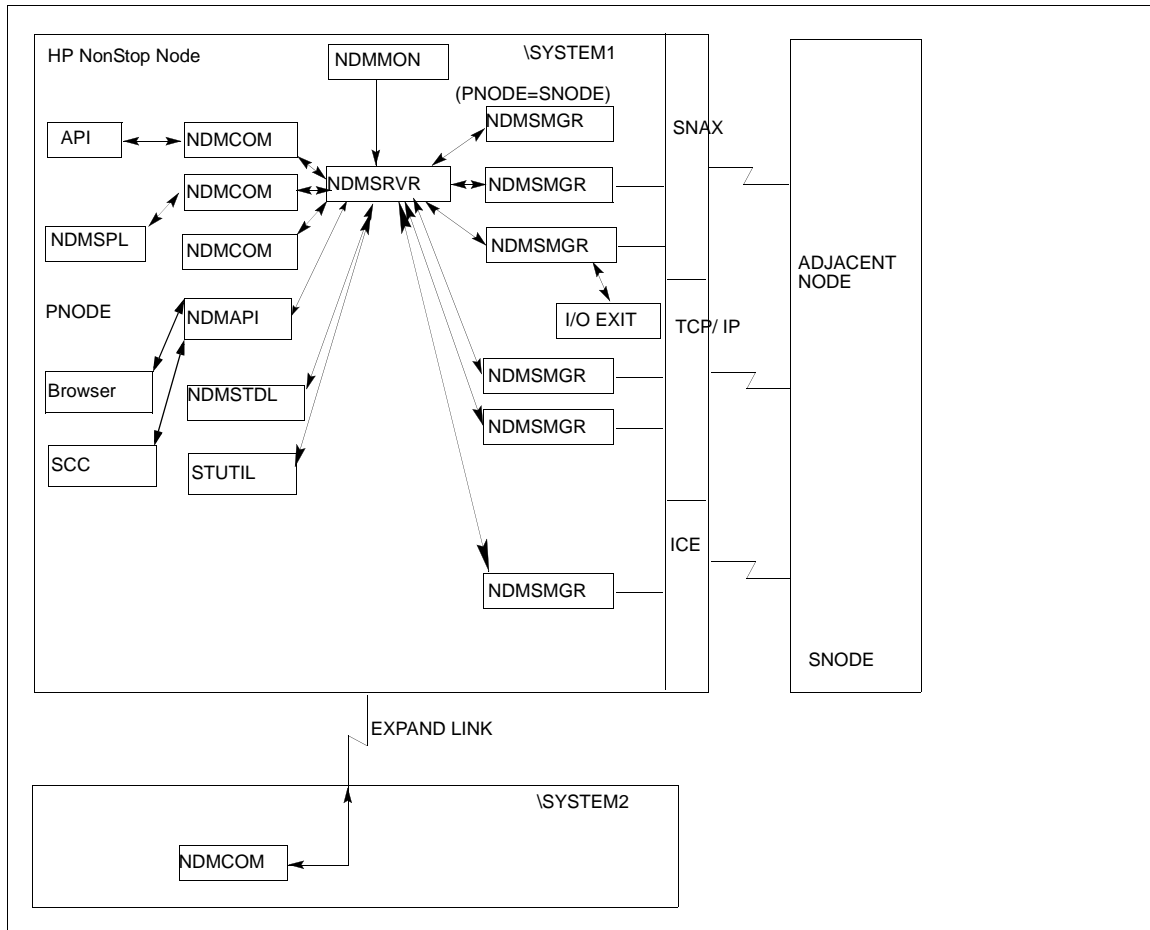 HP NonStop Node
\SYSTEM1
NDMMON
(PNODE=SNODE)
NDMSMGR
SNAX
API
NDMCOM
NDMCOM
NDMSRVR
NDMSMGR
NDMSPL
NDMCOM
NDMSMGR
ADJACENT
NODE
PNODE
NDMAPI
I/O EXIT
TCP/ IP
Browser
NDMSTDL
NDMSMGR
NDMSMGR
SCC
STUTIL
ICE
NDMSMGR
SNODE
EXPAND LINK
\SYSTEM2
NDMCOM